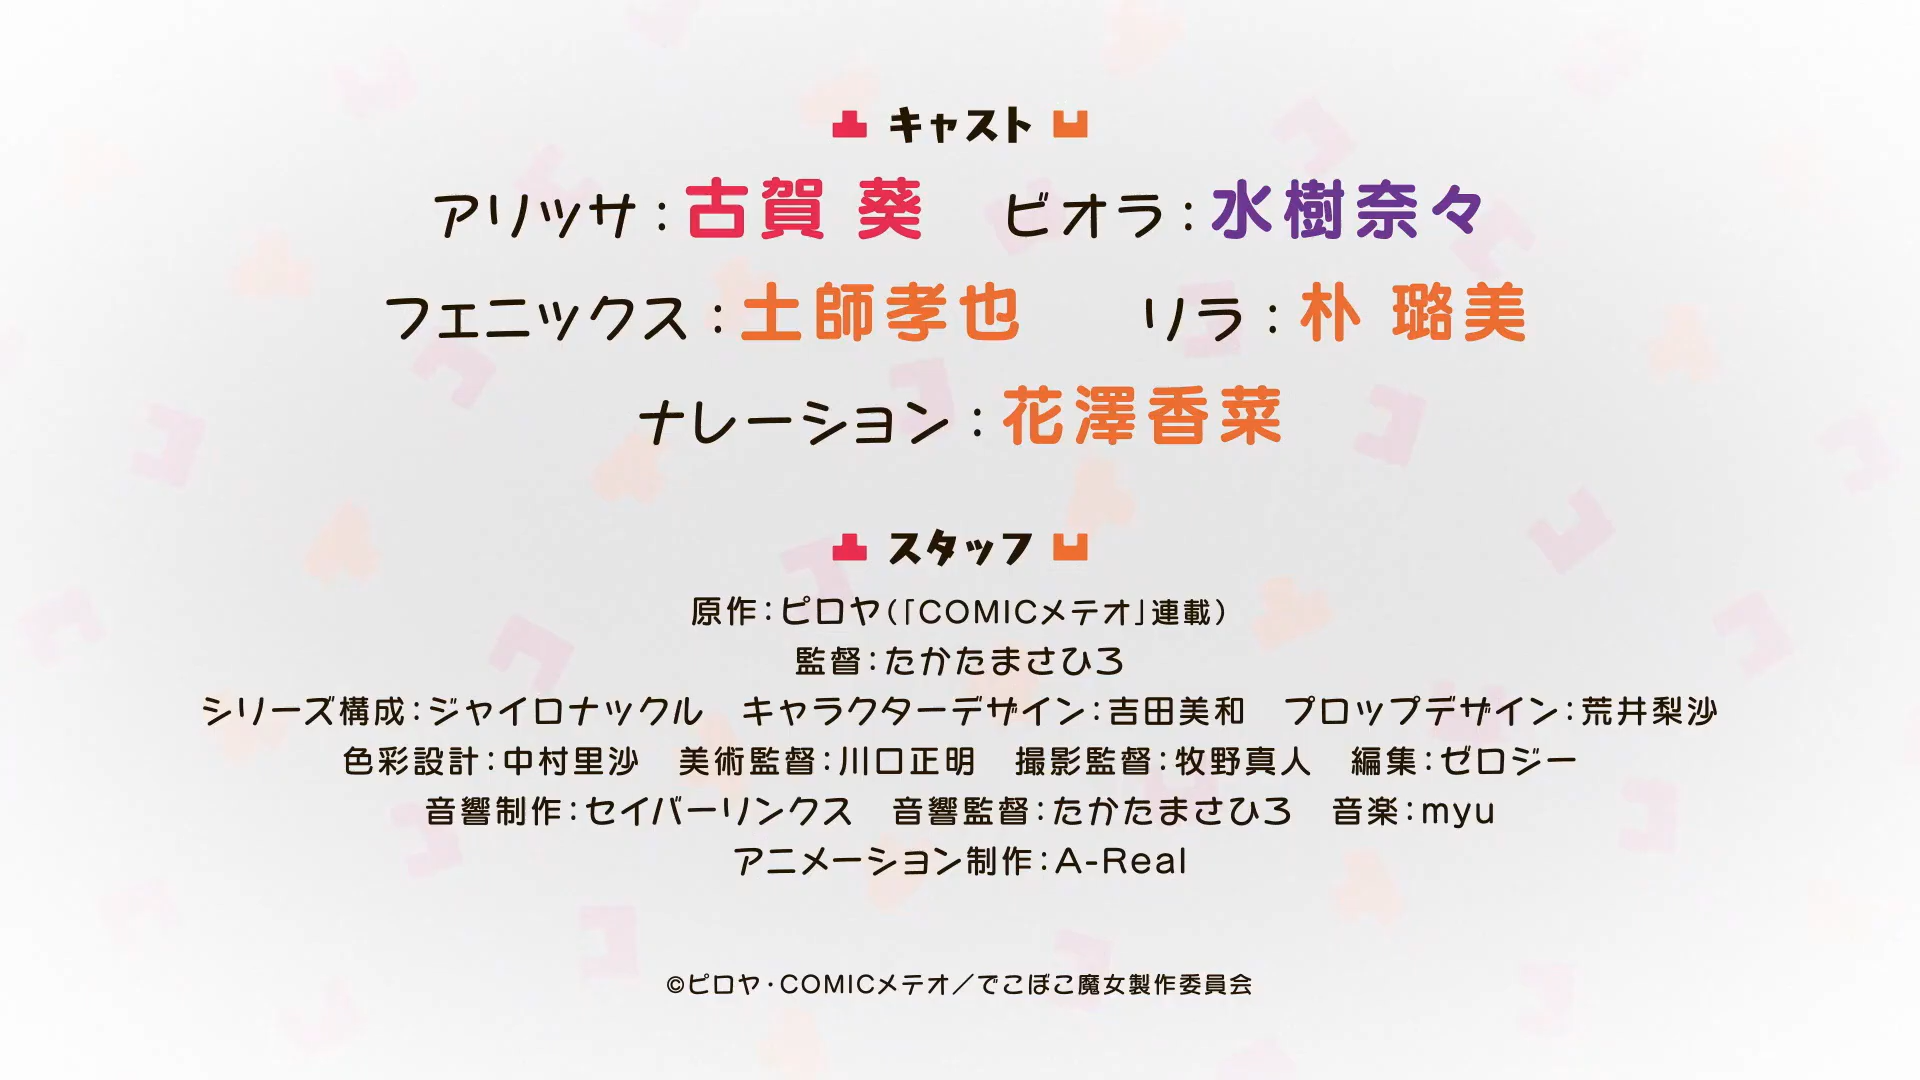 キャスト
アリッサ：古賀 葵　ビオラ：水樹奈々
フェニックス：土師孝也　リラ：朴 璐美
ナレーション：花澤香菜
スタッフ
原作：ピロヤ（「COMICメテオ」連載）
監督：たかたまさひろ
シリーズ構成：ジャイロナックル　キャラクターデザイン：吉田美和　プロップデザイン：荒井梨沙
色彩設計：中村里沙　美術監督：川口正明　撮影監督：牧野真人　編集：ゼロジー
音響制作：セイバーリンクス　音響監督：たかたまさひろ　音楽：myu
アニメーション制作：A-Real
©ピロヤ・COMICメテオ／でこぼこ魔女製作委員会